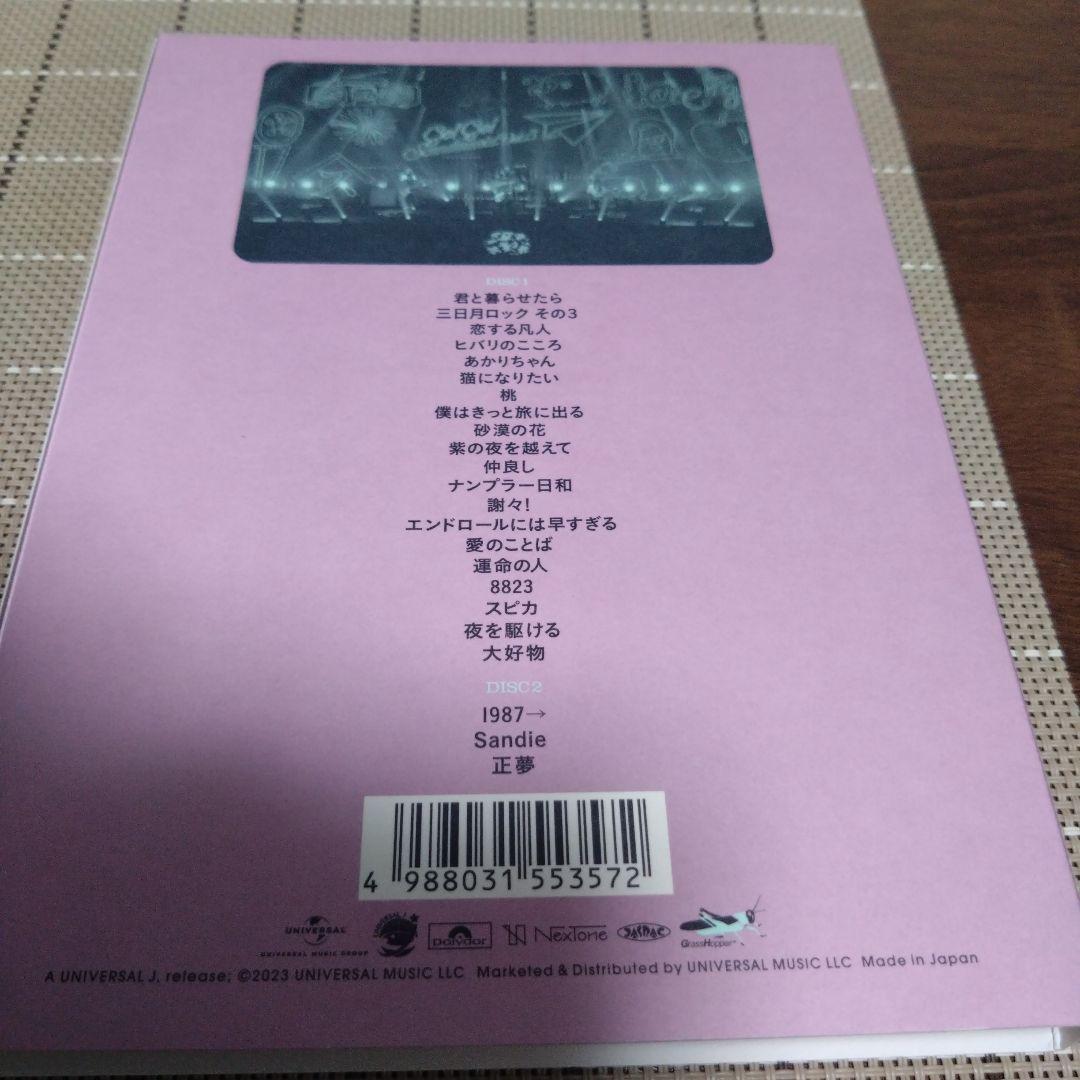 DISC 1
君と暮らせたら
三日月ロック その3
恋する凡人
ヒバリのこころ
あかりちゃん
猫になりたい
桃
僕はきっと旅に出る
砂漠の花
紫の夜を越えて
仲良し
ナンプラー日和
謝々!
エンドロールには早すぎる
愛のことば
運命の人
8823
スピカ
夜を駆ける
大好物
DISC 2
1987→
Sandie
正夢
4 988031 553572
UNIVERSAL
UNIVERSAL MUSIC GROUP
UNIVERSAL J
polydor
NexTone
JASRAC
GrassHopper
A UNIVERSAL J. release; ©2023 UNIVERSAL MUSIC LLC Marketed & Distributed by UNIVERSAL MUSIC LLC Made in Japan